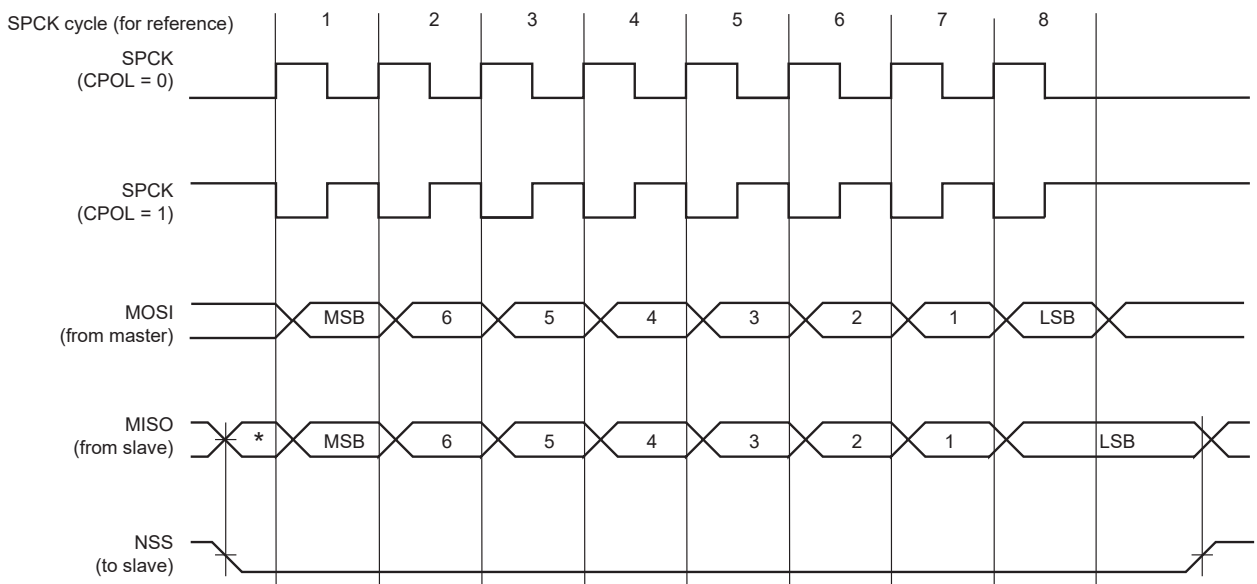 SPCK cycle (for reference) 1 2 3 4 5 6 7 8
SPCK
(CPOL = 0)
SPCK
(CPOL = 1)
MOSI
(from master)
MSB 6 5 4 3 2 1 LSB
MISO
(from slave)
* MSB 6 5 4 3 2 1 LSB
NSS
(to slave)